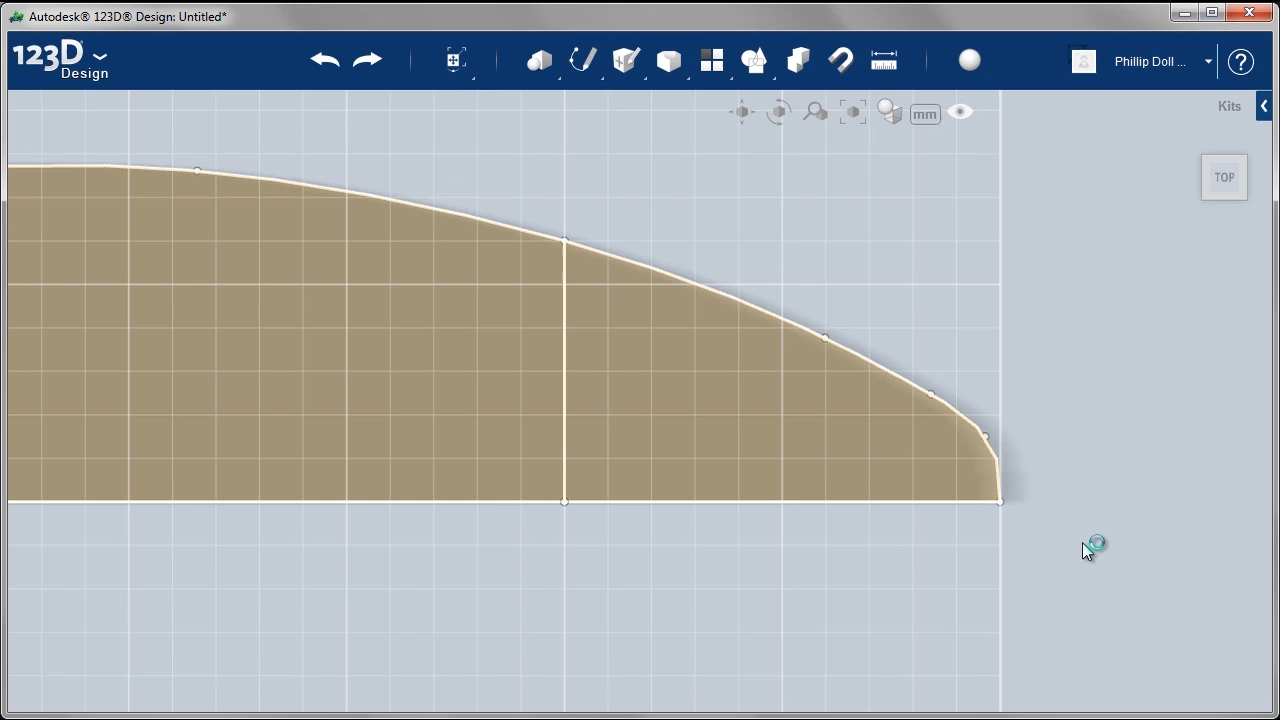 Autodesk® 123D® Design: Untitled*
123D
Design
Phillip Doll ...
?
mm
Kits
TOP